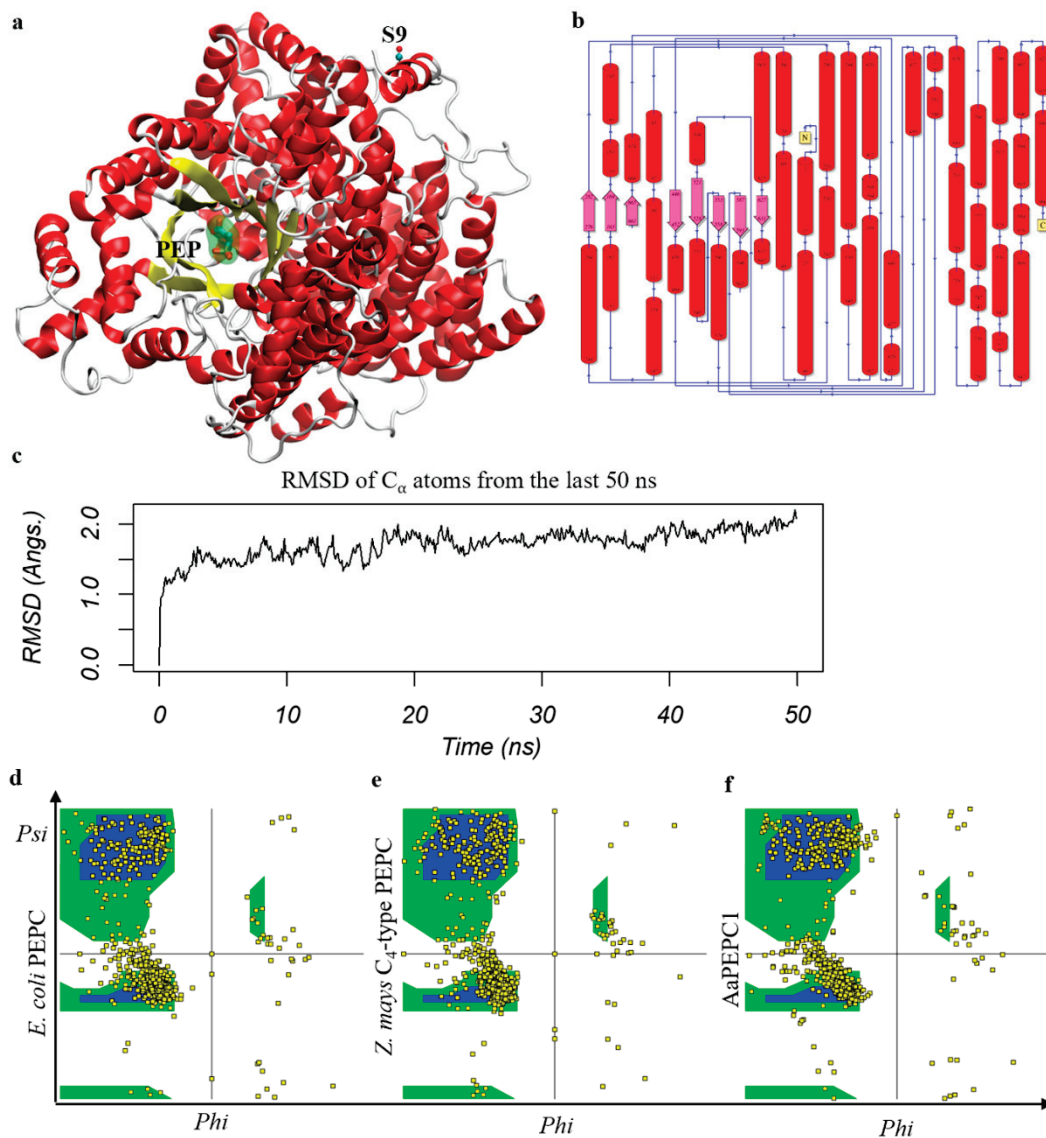 a
S9
PEP
b
N
C
c
RMSD of Cα atoms from the last 50 ns
RMSD (Angs.)
2.0
1.0
0.0
0
10
20
30
40
50
Time (ns)
d
e
f
Psi
E. coli PEPC
Z. mays C4-type PEPC
AaPEPC1
Phi
Phi
Phi